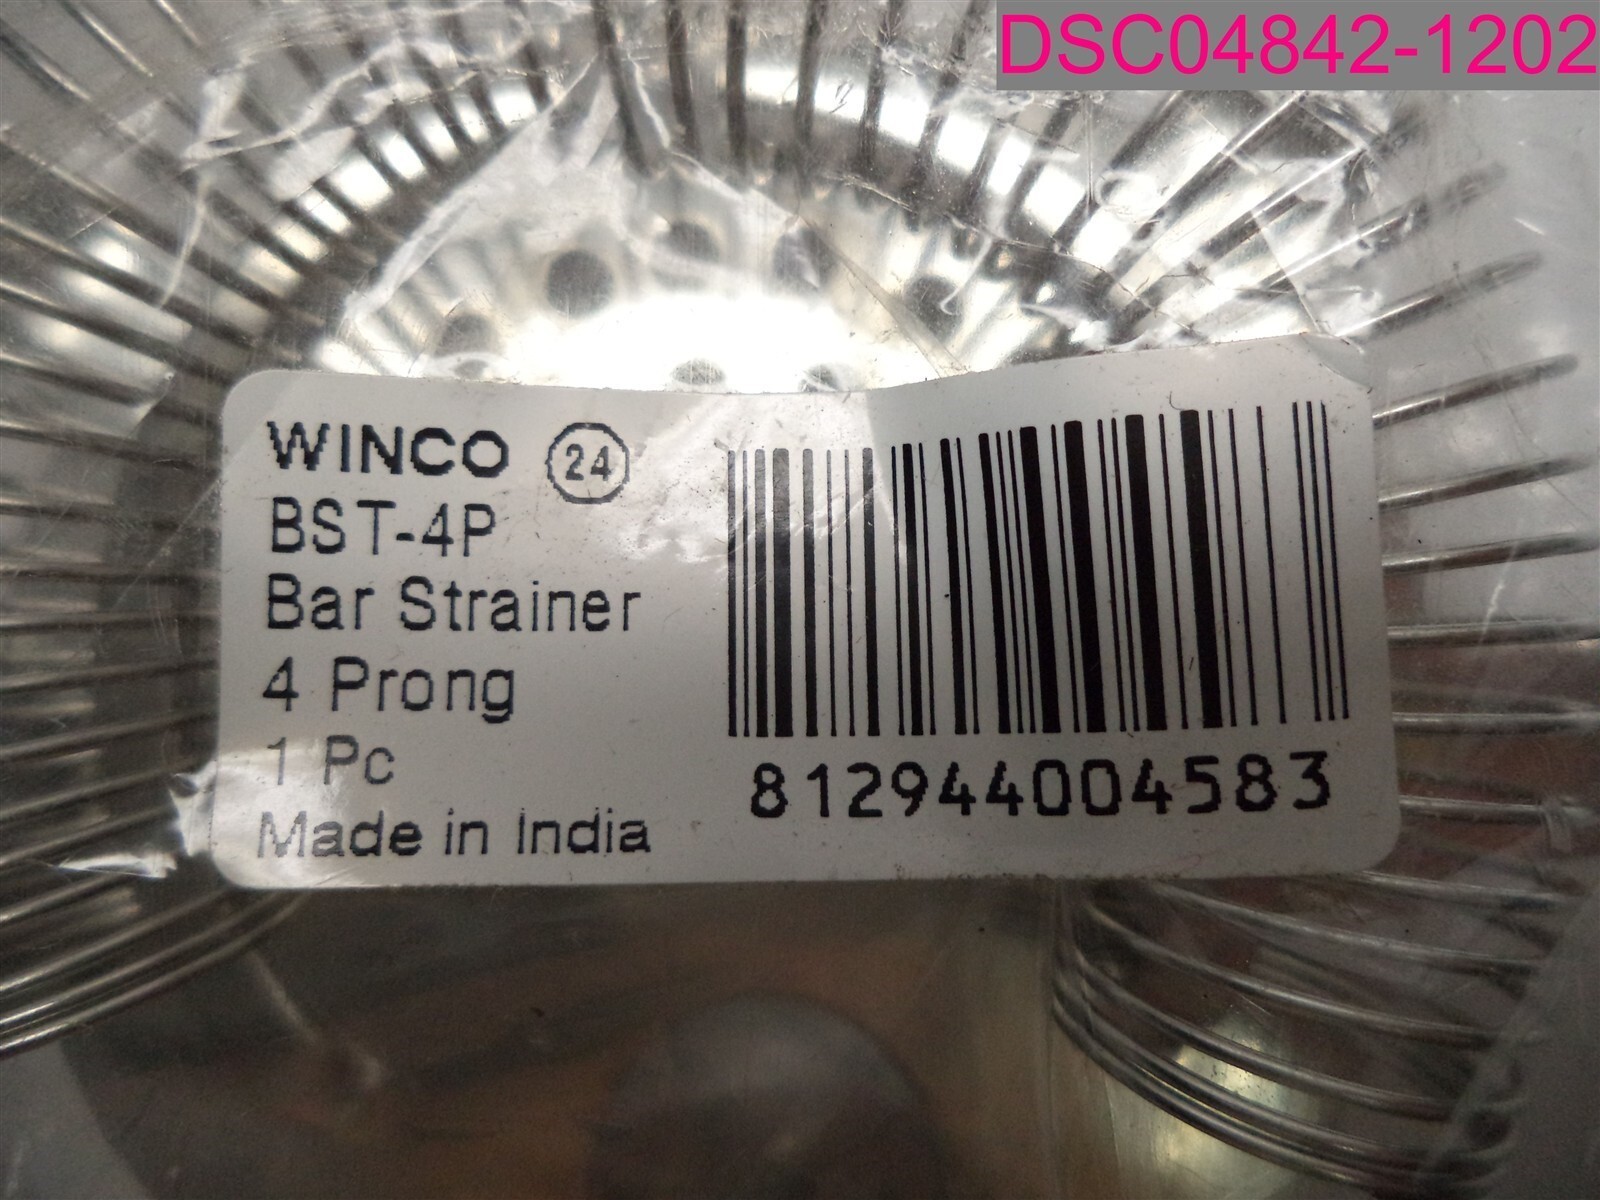 DSC04842-1202
WINCO 24
BST-4P
Bar Strainer
4 Prong
1 Pc
Made in India
812944004583